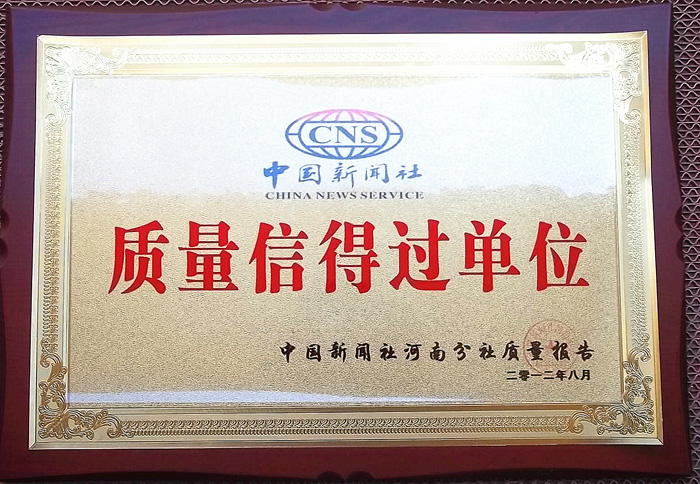 CNS
中国新闻社
CHINA NEWS SERVICE
质量信得过单位
中国新闻社河南分社质量报告
二零一二年八月